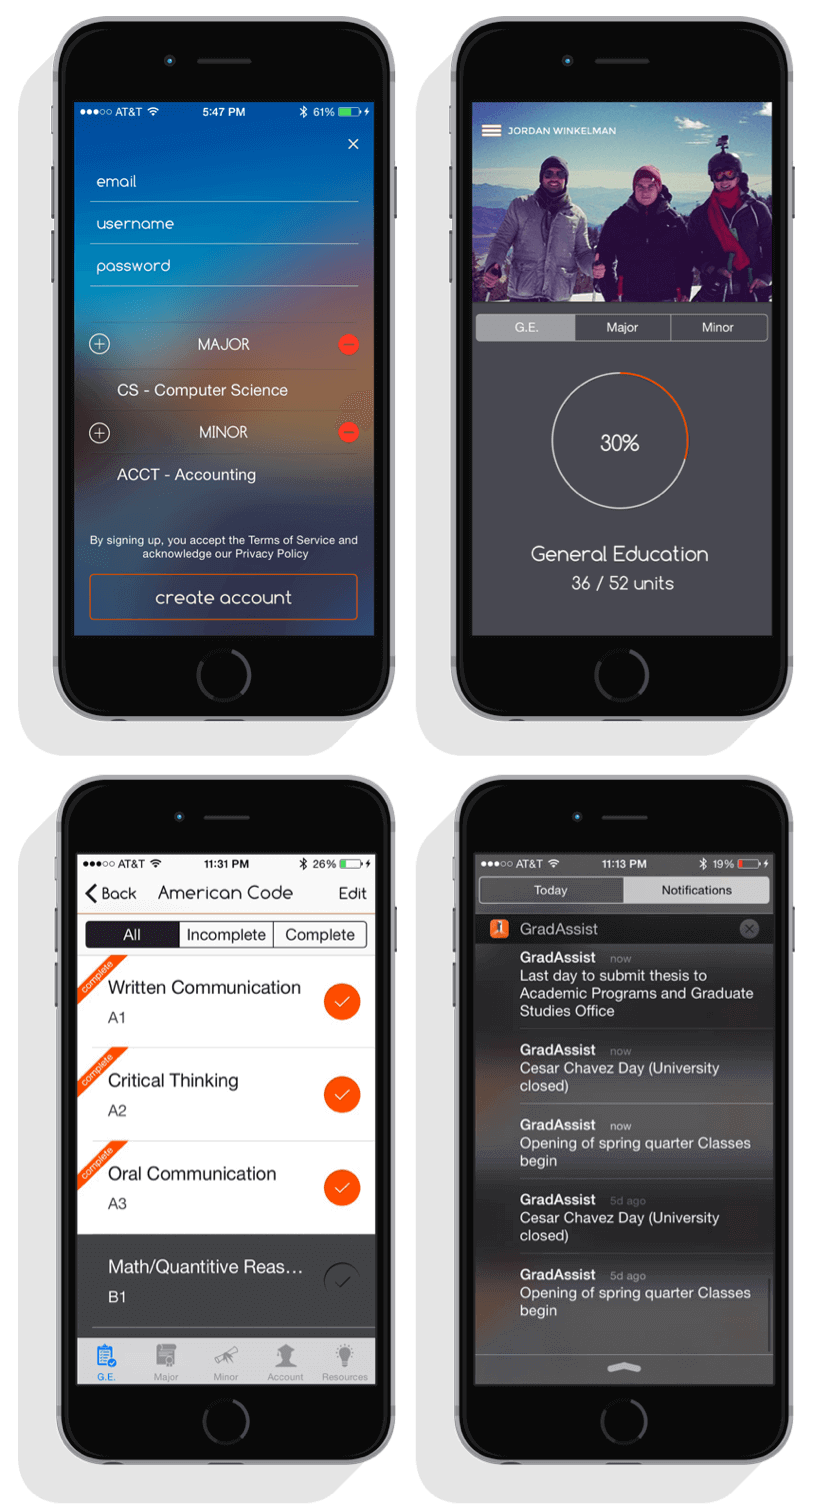 AT&T 5:47 PM 61%
email
username
password
MAJOR
CS - Computer Science
MINOR
ACCT - Accounting
By signing up, you accept the Terms of Service and
acknowledge our Privacy Policy
create account
JORDAN WINKELMAN
G.E. Major Minor
30%
General Education
36 / 52 units
AT&T 11:31 PM 26%
Back American Code Edit
All Incomplete Complete
complete
Written Communication
A1
complete
Critical Thinking
A2
complete
Oral Communication
A3
Math/Quantitive Reas...
B1
G.E. Major Minor Account Resources
AT&T 11:13 PM 19%
Today Notifications
GradAssist
GradAssist now
Last day to submit thesis to
Academic Programs and Graduate
Studies Office
GradAssist now
Cesar Chavez Day (University
closed)
GradAssist now
Opening of spring quarter Classes
begin
GradAssist 5d ago
Cesar Chavez Day (University
closed)
GradAssist 5d ago
Opening of spring quarter Classes
begin